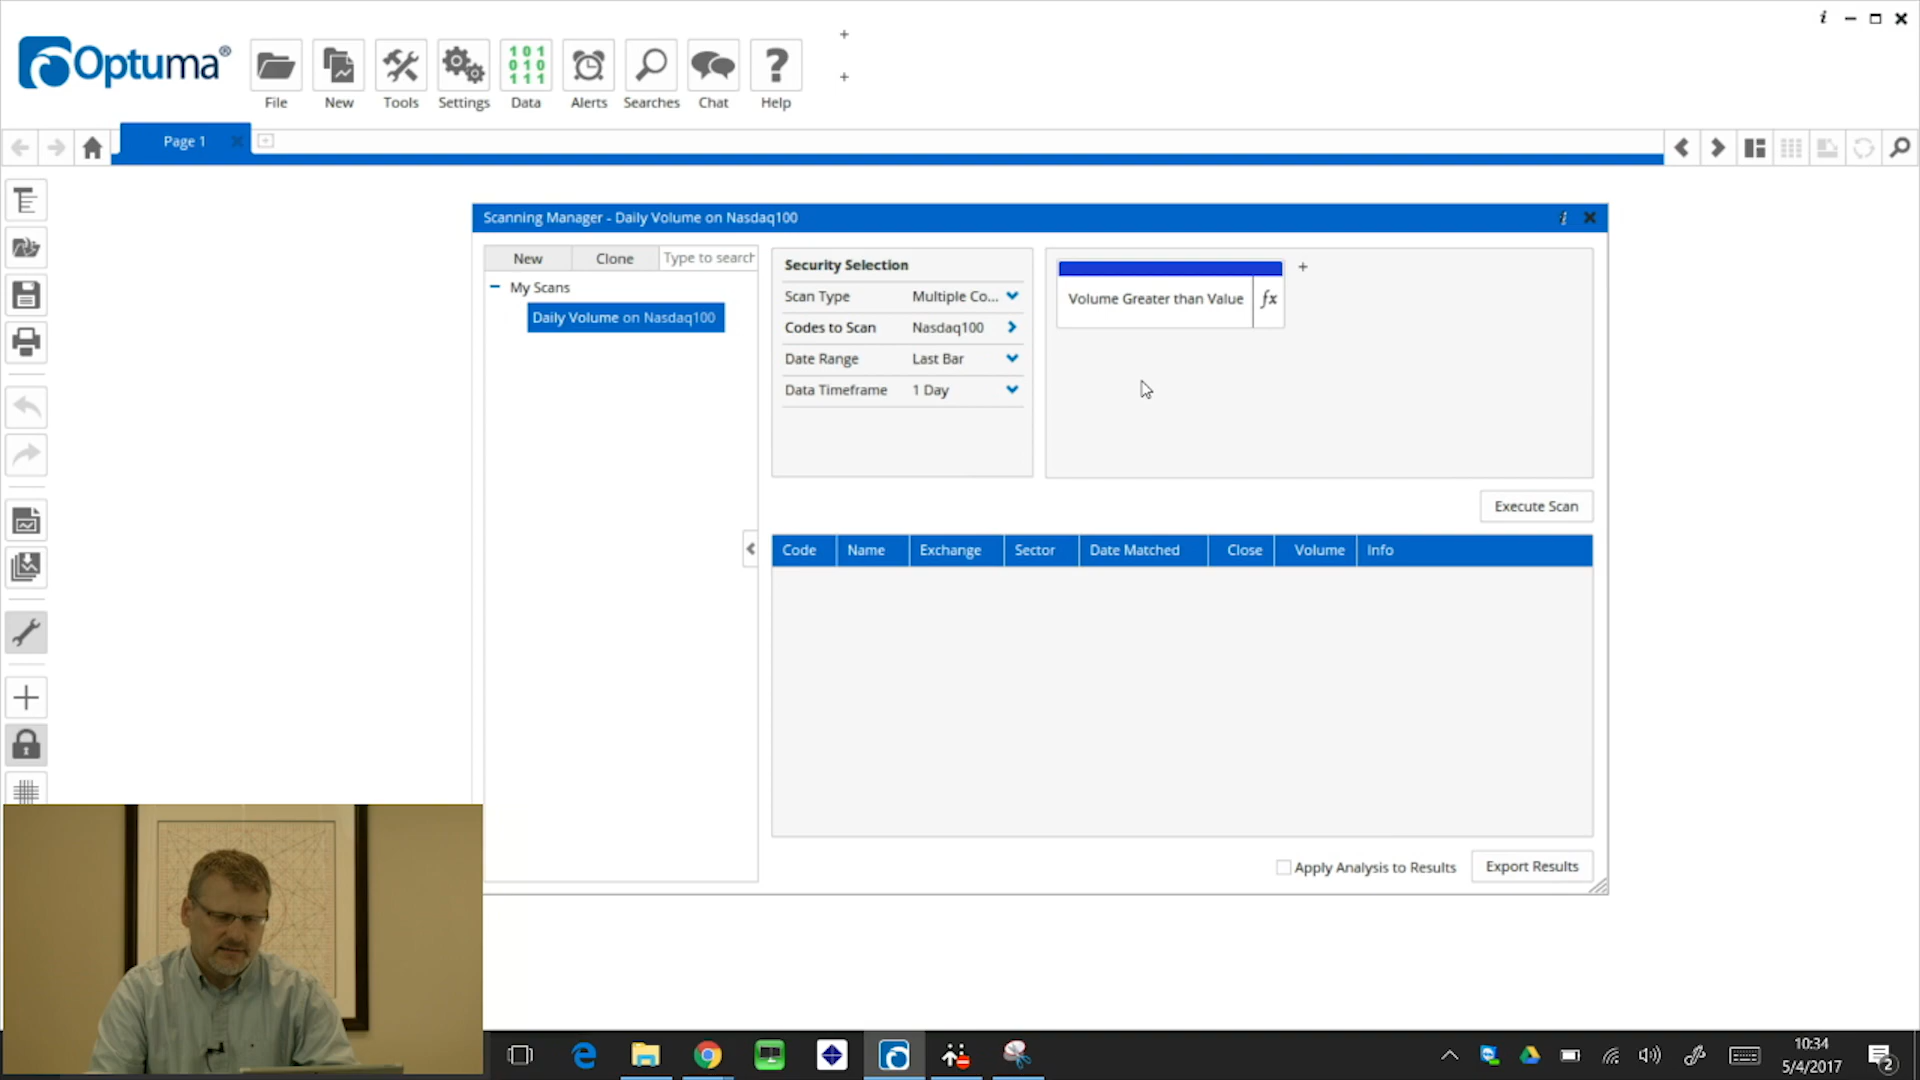 Optuma®
File
New
Tools
Settings
Data
Alerts
Searches
Chat
Help
Page 1
Scanning Manager - Daily Volume on Nasdaq100
New
Clone
Type to search
My Scans
Daily Volume on Nasdaq100
Security Selection
Scan Type Multiple Co...
Codes to Scan Nasdaq100
Date Range Last Bar
Data Timeframe 1 Day
Volume Greater than Value fx
Execute Scan
Code Name Exchange Sector Date Matched Close Volume Info
Apply Analysis to Results
Export Results
10:34
5/4/2017
2